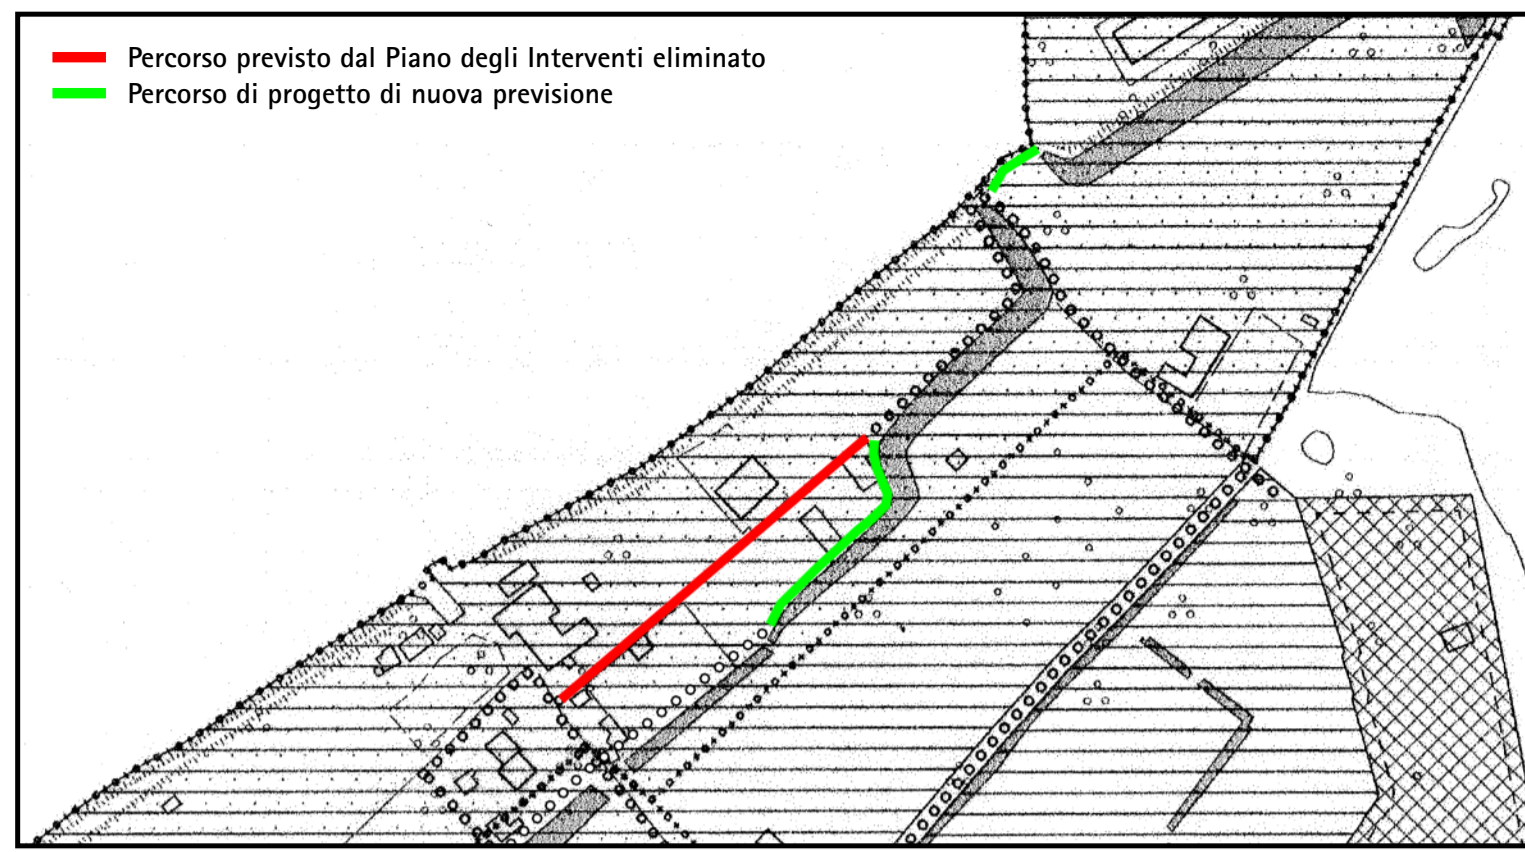 Percorso previsto dal Piano degli Interventi eliminato
Percorso di progetto di nuova previsione